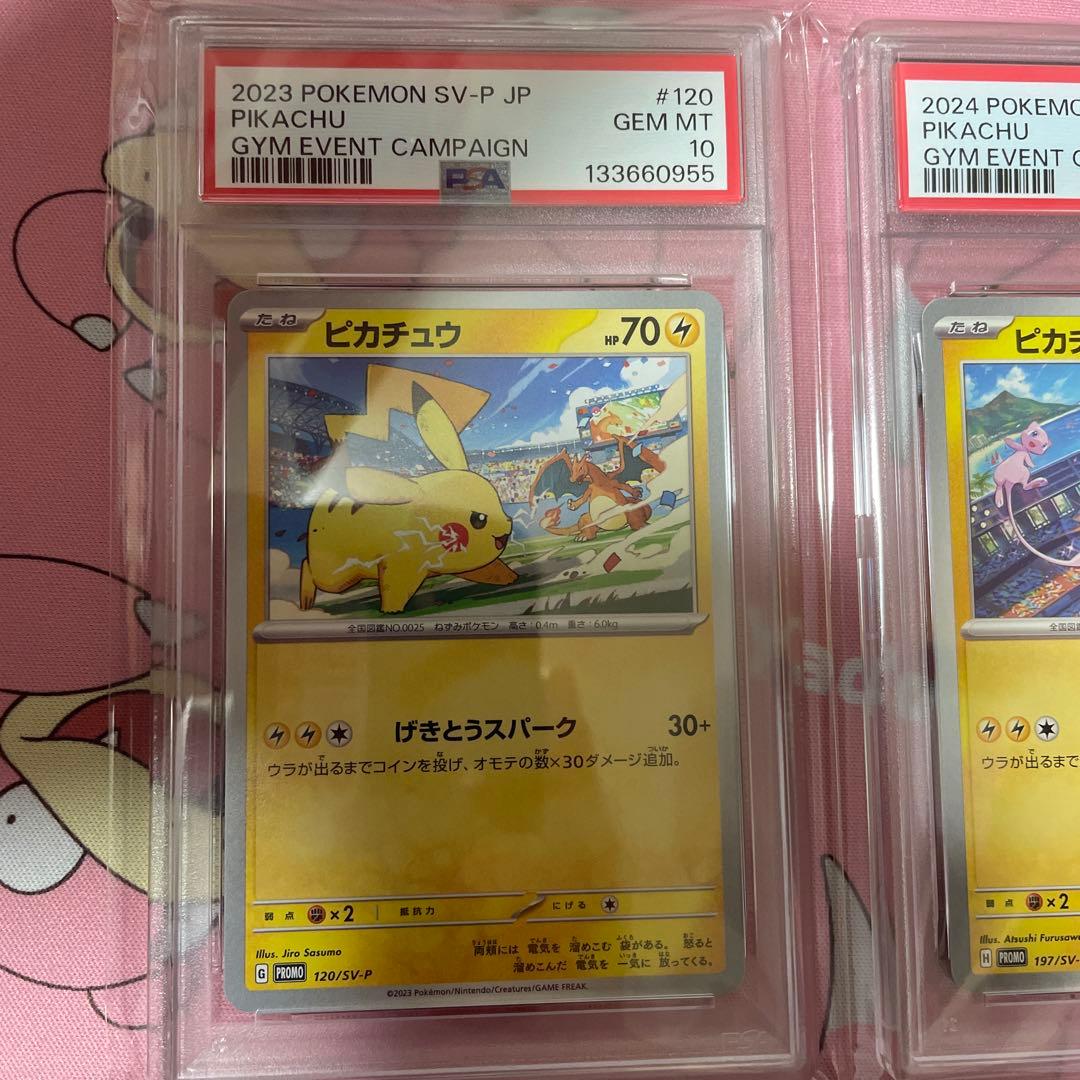 2023 POKEMON SV-P JP #120
PIKACHU GEM MT
GYM EVENT CAMPAIGN 10
PSA 133660955
たね ピカチュウ HP70
全国図鑑NO.0025 ねずみポケモン 高さ:0.4m 重さ:6.0kg
げきとうスパーク 30+
ウラが出るまでコインを投げ、オモテの数×30ダメージ追加。
弱点 ×2 抵抗力 にげる
Illus. Jiro Sasumo
両頬には 電気を 溜めこむ 袋がある。 怒ると
溜めこんだ 電気を 一気に 放ってくる。
G PROMO 120/SV-P
©2023 Pokémon/Nintendo/Creatures/GAME FREAK.
2024 POKEMO
PIKACHU
GYM EVENT C
たね ピカチ
全国図鑑
ウラが出るまで
弱点 ×2
Illus. Atsushi Furusawa
H PROMO 197/SV-